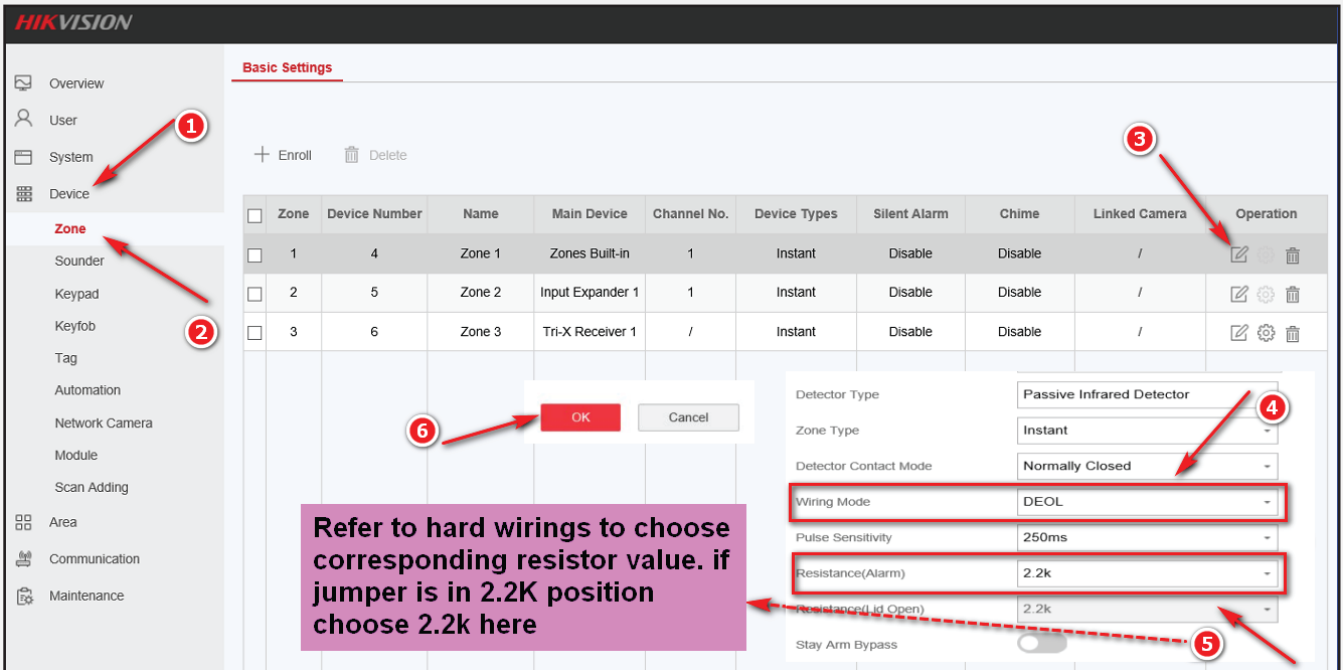 HIKVISION
Basic Settings
Overview
User
1
System
Device
Zone
Sounder
Keypad
Keyfob
2
Tag
Automation
Network Camera
Module
Scan Adding
Area
Communication
Maintenance
Enroll Delete
3
Zone Device Number Name Main Device Channel No. Device Types Silent Alarm Chime Linked Camera Operation
1 4 Zone 1 Zones Built-in 1 Instant Disable Disable /
2 5 Zone 2 Input Expander 1 1 Instant Disable Disable /
3 6 Zone 3 Tri-X Receiver 1 / Instant Disable Disable /
6 OK Cancel
Detector Type Passive Infrared Detector
4
Zone Type Instant
Detector Contact Mode Normally Closed
Wiring Mode DEOL
Pulse Sensitivity 250ms
Resistance(Alarm) 2.2k
Resistance(Lid Open) 2.2k
Stay Arm Bypass
5
Refer to hard wirings to choose
corresponding resistor value. if
jumper is in 2.2K position
choose 2.2k here